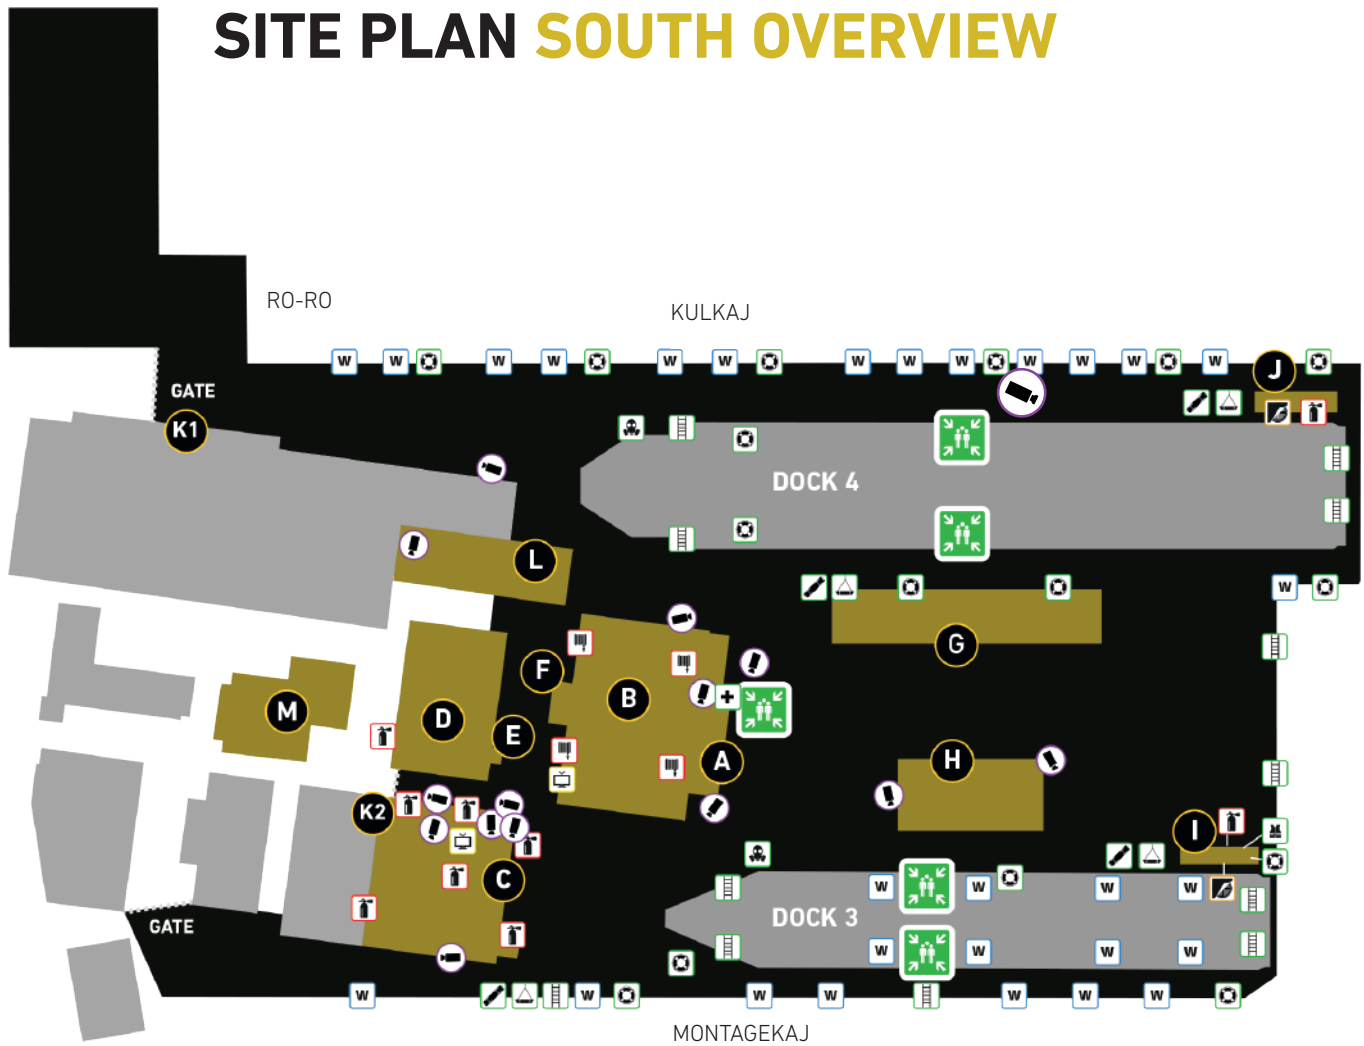 SITE PLAN SOUTH OVERVIEW
RO-RO
KULKAJ
W W W W W W W W W W W W W
GATE
J
K1
DOCK 4
L
W
G
F
B
M
D
E
A
H
K2
I
C
W W W W
DOCK 3
GATE
W W W W
W W W W W W W
MONTAGEKAJ